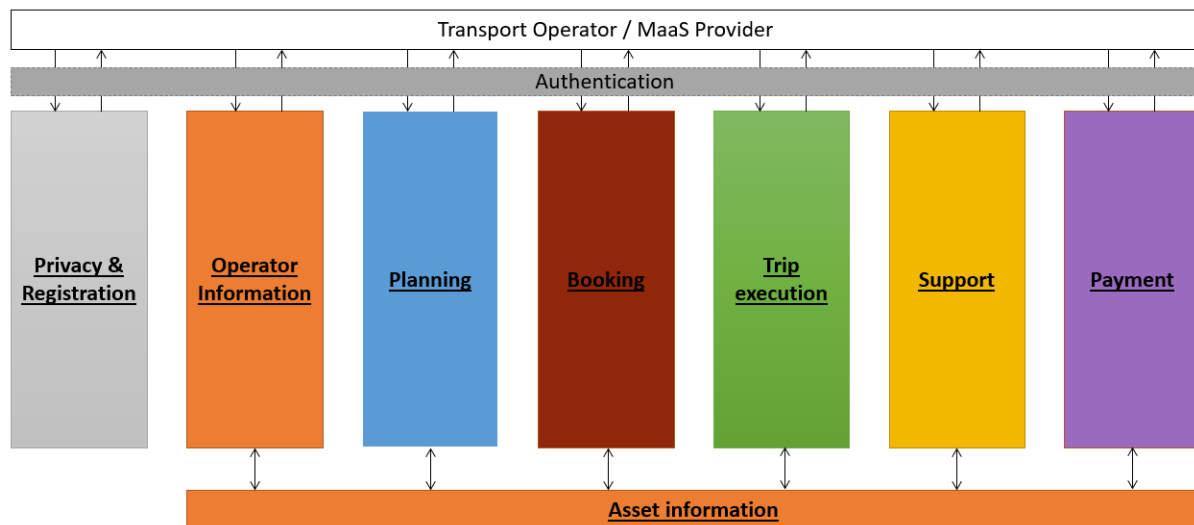 Transport Operator / MaaS Provider
Authentication
Privacy &
Registration
Operator
Information
Planning
Booking
Trip
execution
Support
Payment
Asset information